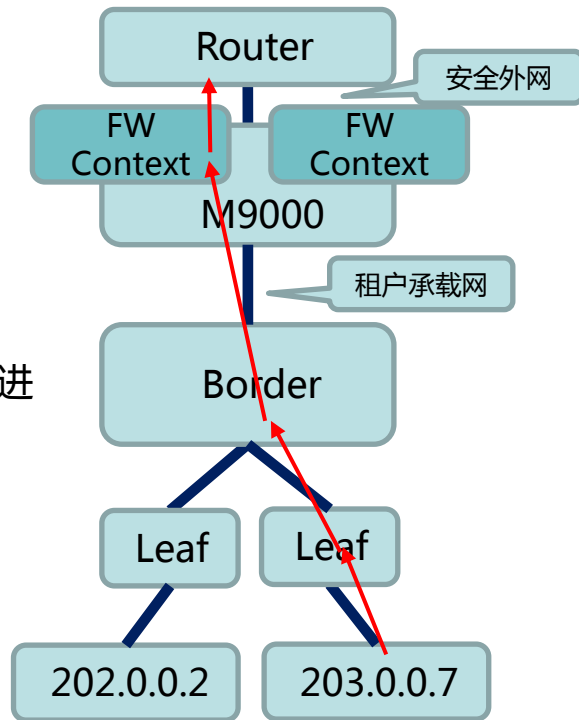 Router
安全外网
FW
Context
FW
Context
M9000
租户承载网
进
Border
Leaf
Leaf
202.0.0.2
203.0.0.7